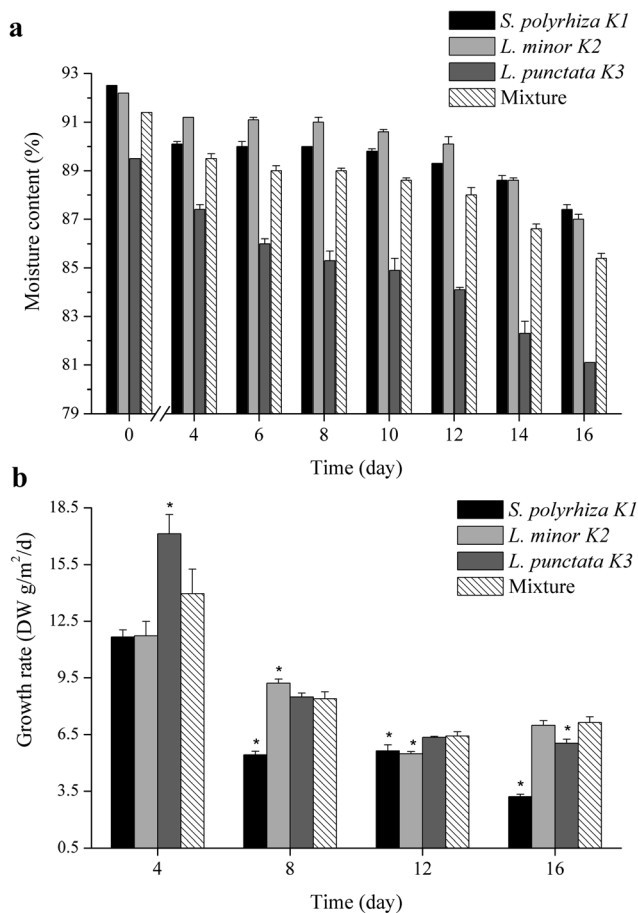 a
S. polyrhiza K1
L. minor K2
L. punctata K3
Mixture
Moisture content (%)
93
91
89
87
85
83
81
79
0 4 6 8 10 12 14 16
Time (day)
b
S. polyrhiza K1
L. minor K2
L. punctata K3
Mixture
Growth rate (DW g/m²/d)
18.5
15.5
12.5
9.5
6.5
3.5
0.5
*
*
*
*
*
*
*
4 8 12 16
Time (day)